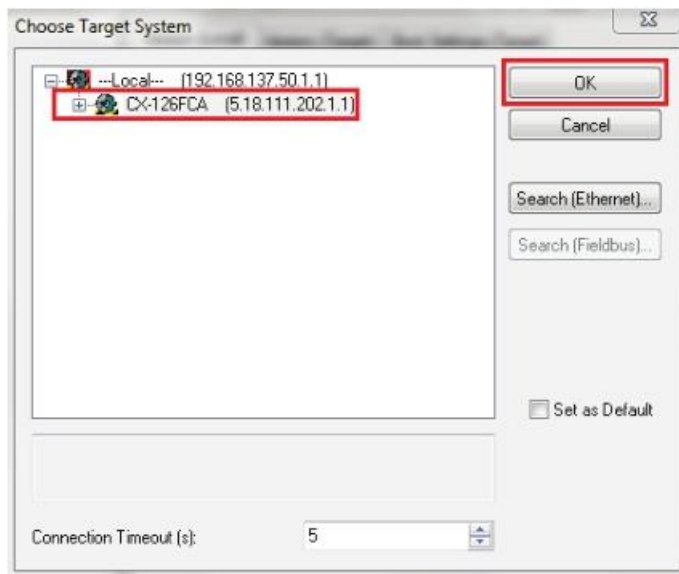 Choose Target System
---Local--- (192.168.137.50.1.1)
CX-126FCA (5.18.111.202.1.1)
OK
Cancel
Search (Ethernet)...
Search (Fieldbus)...
Set as Default
Connection Timeout (s):
5